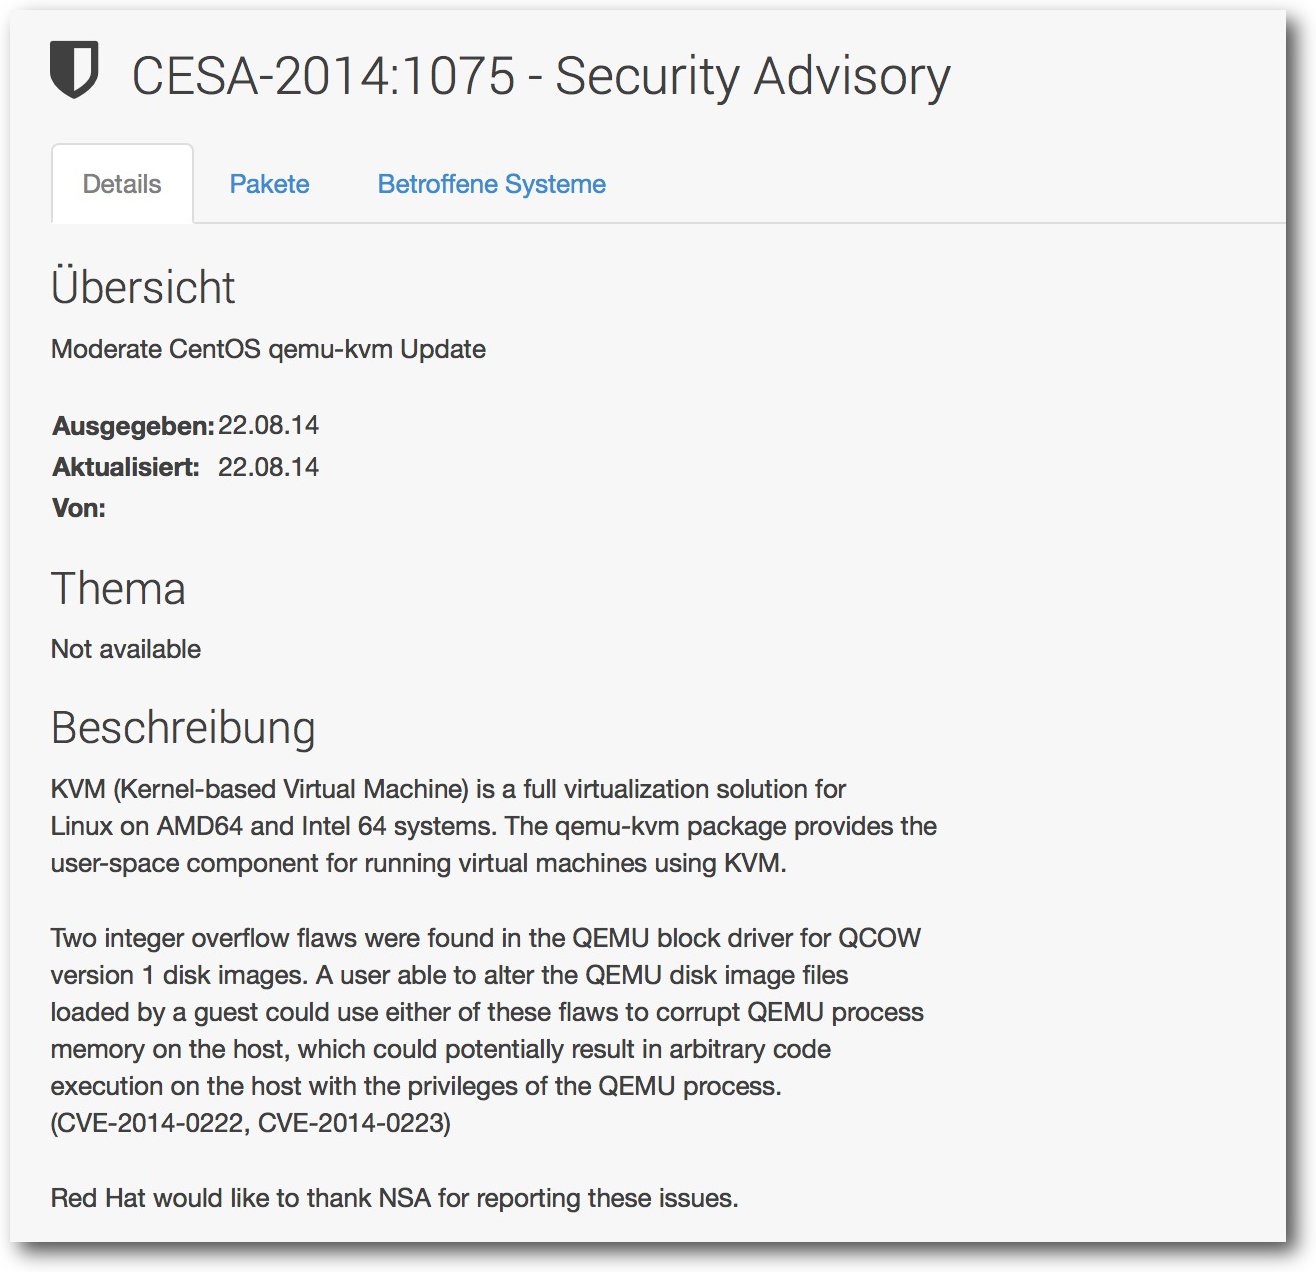 CESA-2014:1075 - Security Advisory
Details Pakete Betroffene Systeme
Übersicht
Moderate CentOS qemu-kvm Update
Ausgegeben: 22.08.14
Aktualisiert: 22.08.14
Von:
Thema
Not available
Beschreibung
KVM (Kernel-based Virtual Machine) is a full virtualization solution for
Linux on AMD64 and Intel 64 systems. The qemu-kvm package provides the
user-space component for running virtual machines using KVM.
Two integer overflow flaws were found in the QEMU block driver for QCOW
version 1 disk images. A user able to alter the QEMU disk image files
loaded by a guest could use either of these flaws to corrupt QEMU process
memory on the host, which could potentially result in arbitrary code
execution on the host with the privileges of the QEMU process.
(CVE-2014-0222, CVE-2014-0223)
Red Hat would like to thank NSA for reporting these issues.